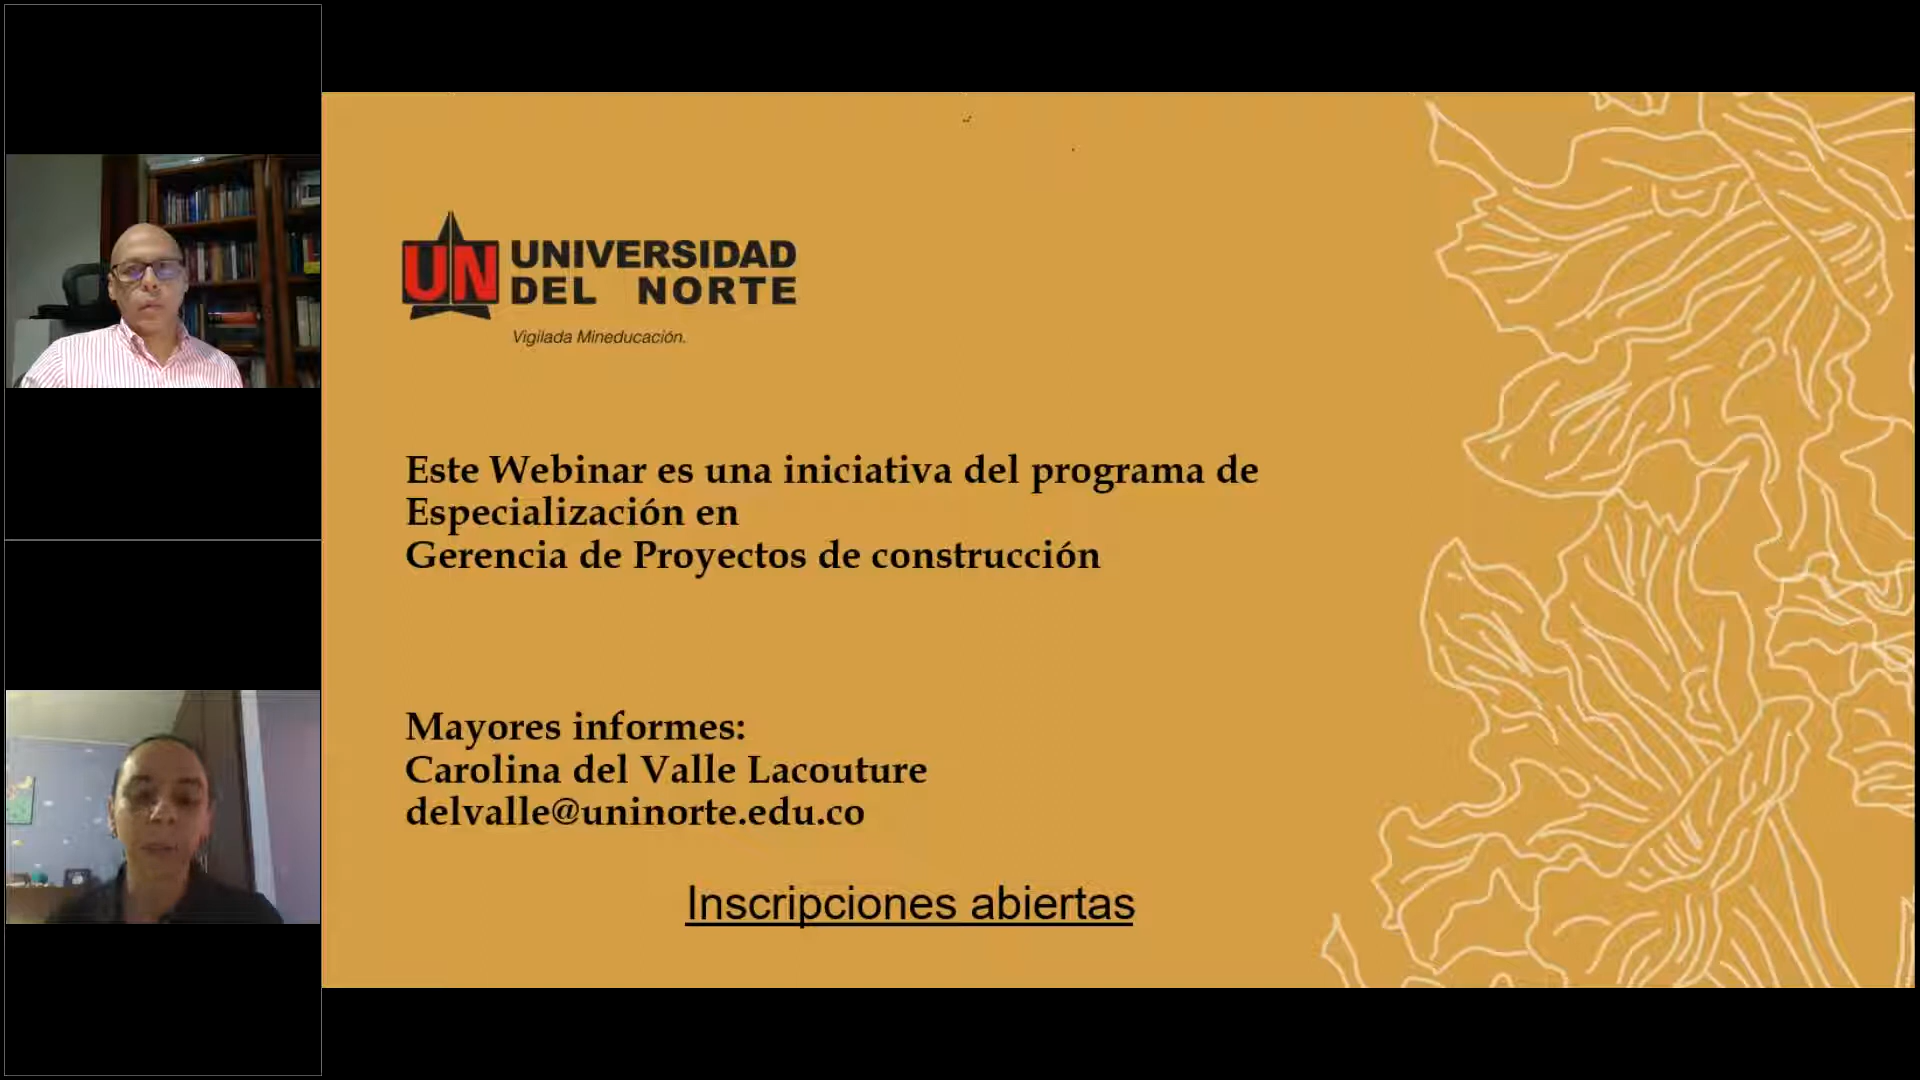 UN UNIVERSIDAD
DEL NORTE
Vigilada Mineducación.
Este Webinar es una iniciativa del programa de
Especialización en
Gerencia de Proyectos de construcción
Mayores informes:
Carolina del Valle Lacouture
delvalle@uninorte.edu.co
Inscripciones abiertas